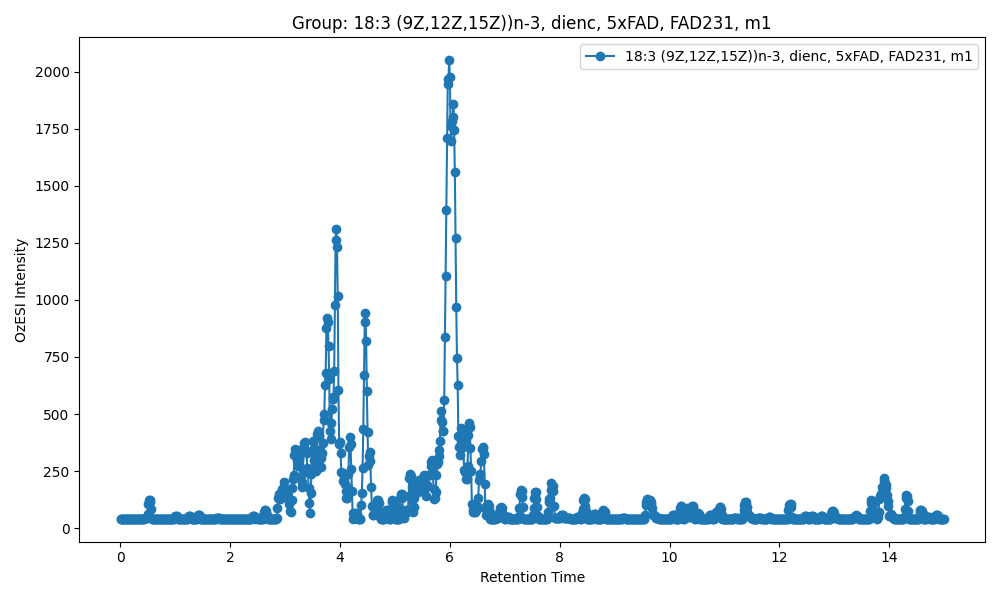 Group: 18:3 (9Z,12Z,15Z))n-3, dienc, 5xFAD, FAD231, m1
18:3 (9Z,12Z,15Z))n-3, dienc, 5xFAD, FAD231, m1
OzESI Intensity
2000
1750
1500
1250
1000
750
500
250
0
0 2 4 6 8 10 12 14
Retention Time